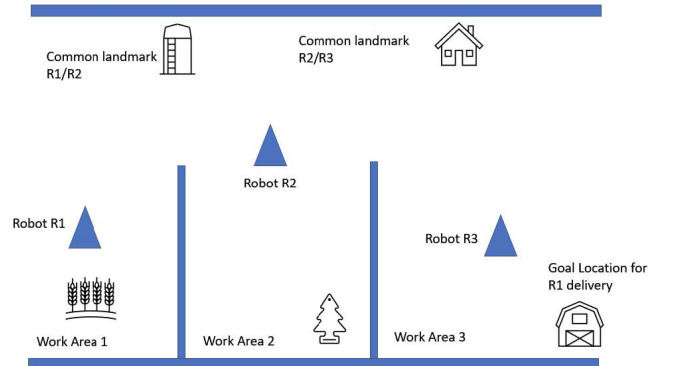 Common landmark
R1/R2
Common landmark
R2/R3
Robot R2
Robot R1
Robot R3
Goal Location for
R1 delivery
Work Area 1
Work Area 2
Work Area 3